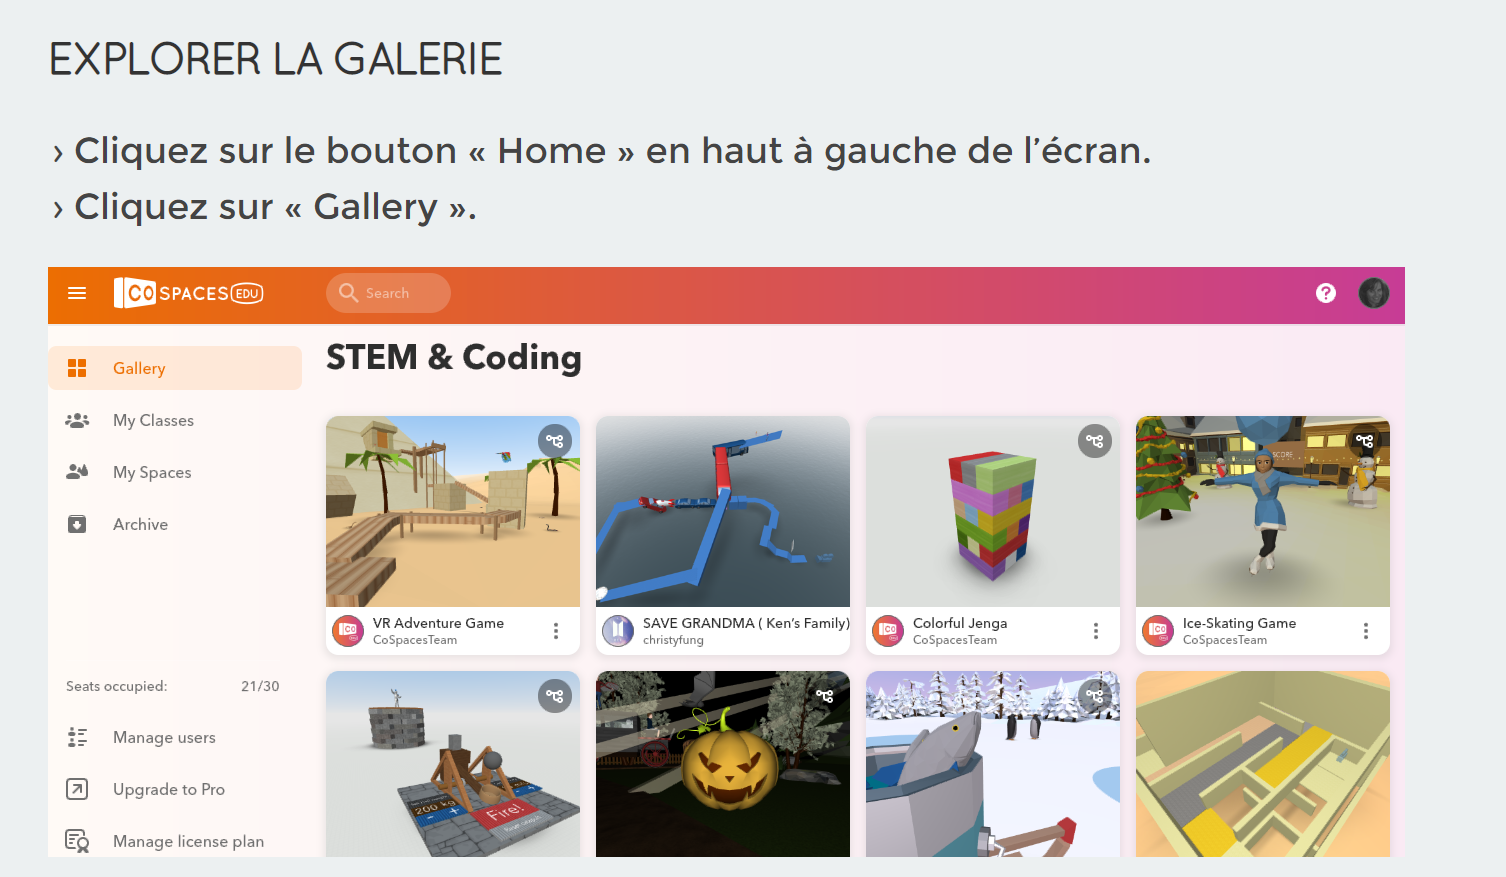 EXPLORER LA GALERIE
› Cliquez sur le bouton « Home » en haut à gauche de l’écran.
› Cliquez sur « Gallery ».
CO SPACES EDU
Search
?
Gallery
My Classes
My Spaces
Archive
Seats occupied: 21/30
Manage users
Upgrade to Pro
Manage license plan
STEM & Coding
SCORE
VR Adventure Game
CoSpacesTeam
SAVE GRANDMA ( Ken’s Family)
christyfung
Colorful Jenga
CoSpacesTeam
Ice-Skating Game
CoSpacesTeam
200 kg
- +
Fire!